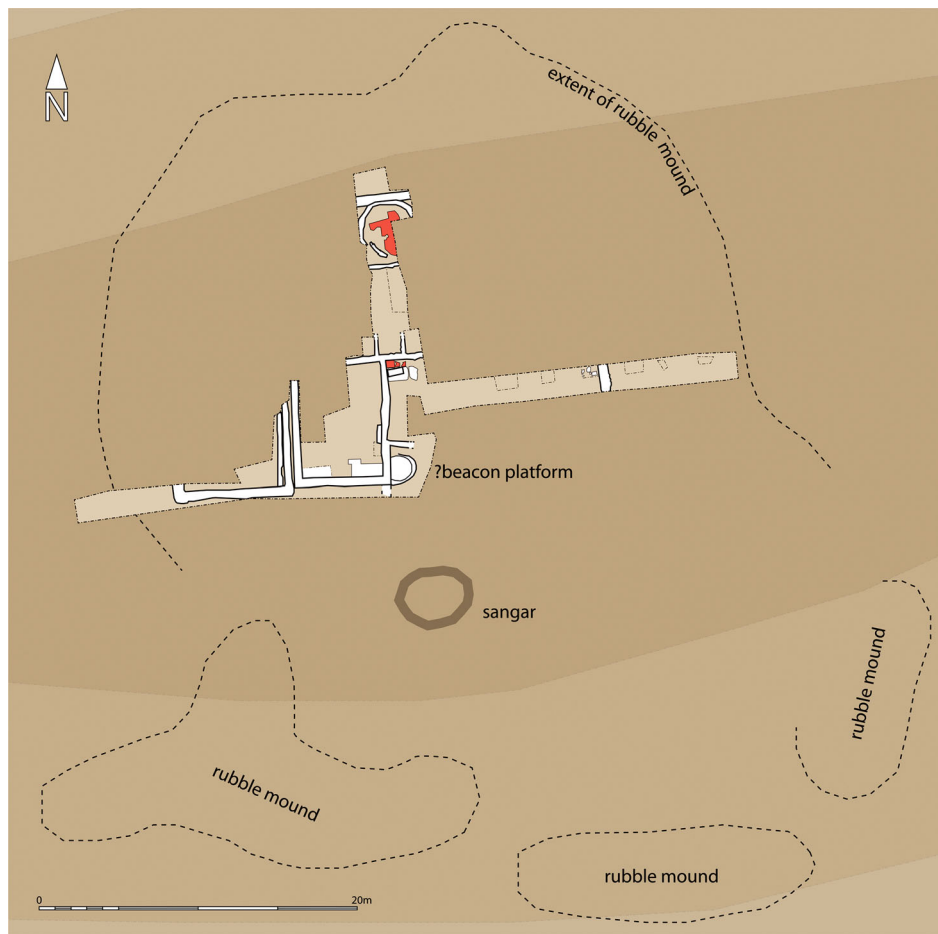 N
extent of rubble mound
?beacon platform
sangar
rubble mound
rubble mound
rubble mound
0 20m